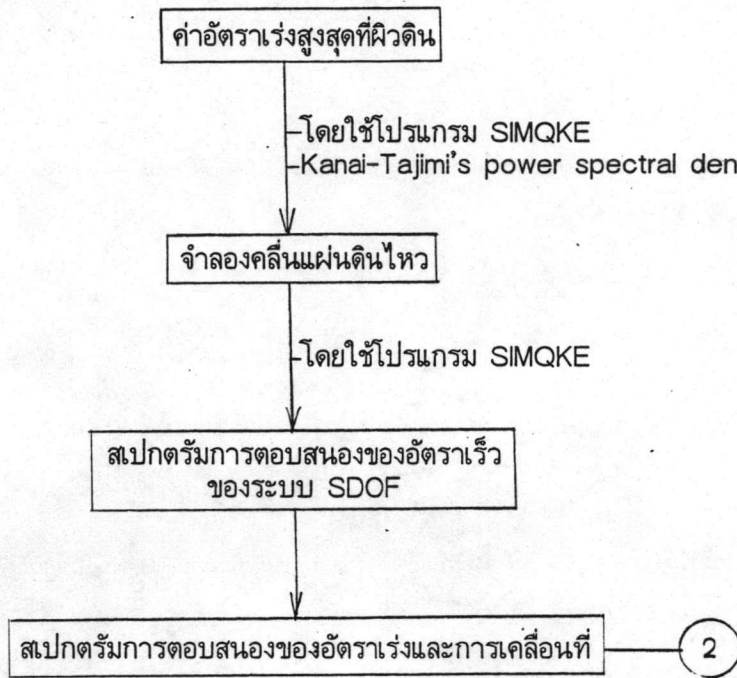 ค่าอัตราเร่งสูงสุดที่ผิวดิน
-โดยใช้โปรแกรม SIMQKE
-Kanai-Tajimi's power spectral den
จำลองคลื่นแผ่นดินไหว
-โดยใช้โปรแกรม SIMQKE
สเปกตรัมการตอบสนองของอัตราเร็ว
ของระบบ SDOF
สเปกตรัมการตอบสนองของอัตราเร่งและการเคลื่อนที่
2